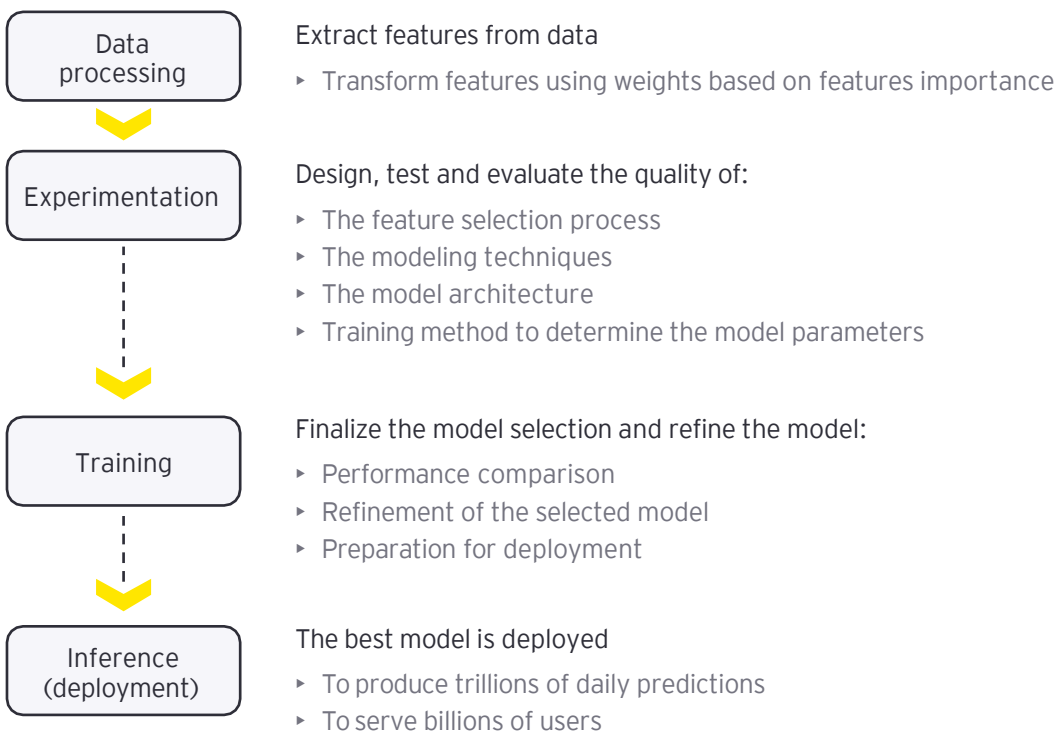 Data
processing
Extract features from data
‣ Transform features using weights based on features importance
Experimentation
Design, test and evaluate the quality of:
‣ The feature selection process
‣ The modeling techniques
‣ The model architecture
‣ Training method to determine the model parameters
Training
Finalize the model selection and refine the model:
‣ Performance comparison
‣ Refinement of the selected model
‣ Preparation for deployment
Inference
(deployment)
The best model is deployed
‣ To produce trillions of daily predictions
‣ To serve billions of users